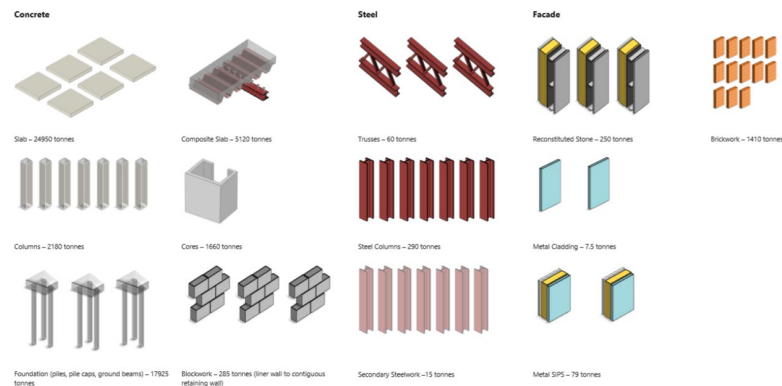 Concrete
Steel
Facade
Slab – 24950 tonnes
Composite Slab – 5120 tonnes
Trusses – 60 tonnes
Reconstituted Stone – 250 tonnes
Brickwork – 1410 tonnes
Columns – 2180 tonnes
Cores – 1660 tonnes
Steel Columns – 290 tonnes
Metal Cladding – 7.5 tonnes
Foundation (piles, pile caps, ground beams) – 17925
tonnes
Blockwork – 285 tonnes (liner wall to contiguous
retaining wall)
Secondary Steelwork –15 tonnes
Metal SIPS – 79 tonnes